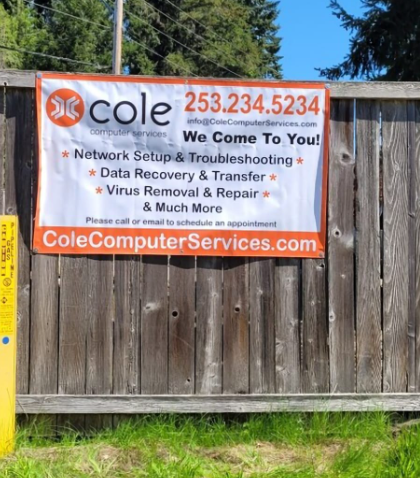 cole
computer services
253.234.5234
info@ColeComputerServices.com
We Come To You!
* Network Setup & Troubleshooting *
* Data Recovery & Transfer *
* Virus Removal & Repair *
& Much More
Please call or email to schedule an appointment
ColeComputerServices.com